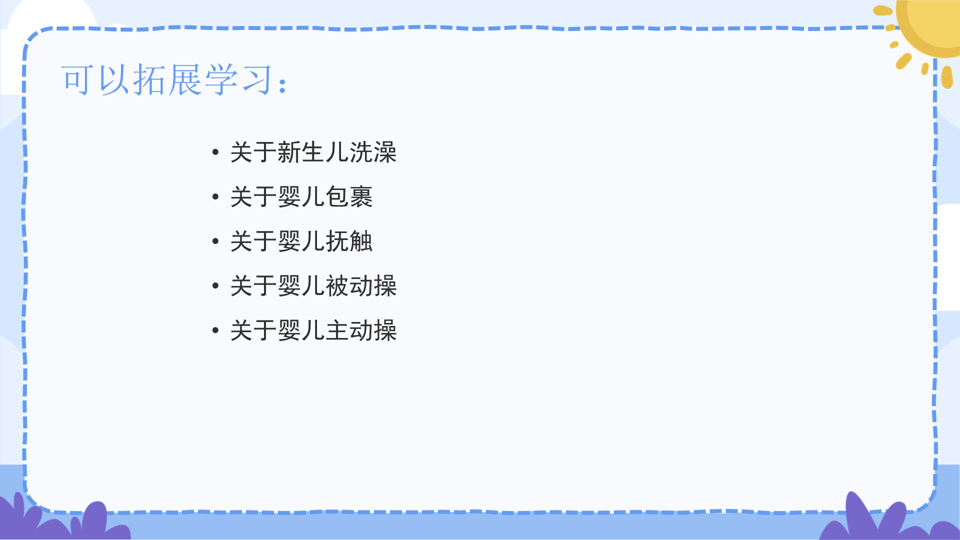 可以拓展学习：
• 关于新生儿洗澡
• 关于婴儿包裹
• 关于婴儿抚触
• 关于婴儿被动操
• 关于婴儿主动操